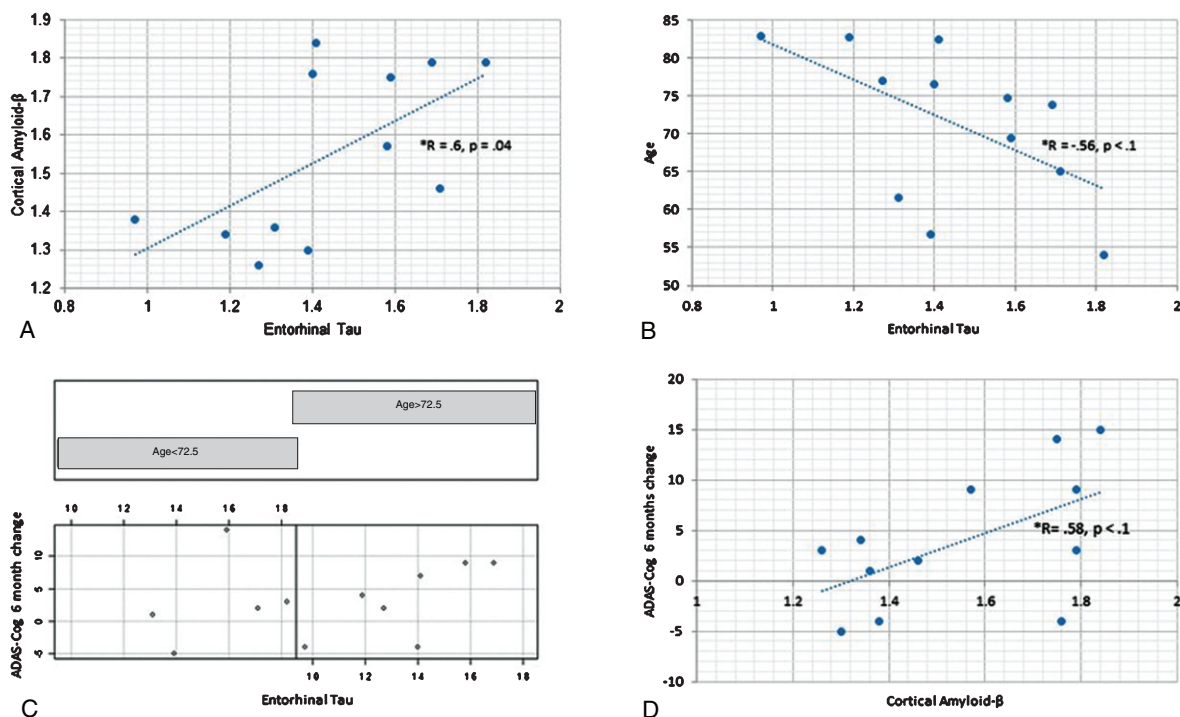 1.9
1.8
1.7
1.6
1.5
1.4
1.3
1.2
Cortical Amyloid-β
*R = .6, p = .04
0.8 1 1.2 1.4 1.6 1.8 2
Entorhinal Tau
A
85
80
75
70
65
60
55
50
Age
*R = -.56, p < .1
0.8 1 1.2 1.4 1.6 1.8 2
Entorhinal Tau
B
Age>72.5
Age<72.5
10 12 14 16 18
10
5
0
-5
ADAS-Cog 6 month change
10 12 14 16 18
10 12 14 16 18
Entorhinal Tau
C
20
15
10
5
0
-5
-10
ADAS-Cog 6 months change
*R= .58, p < .1
1 1.2 1.4 1.6 1.8 2
Cortical Amyloid-β
D